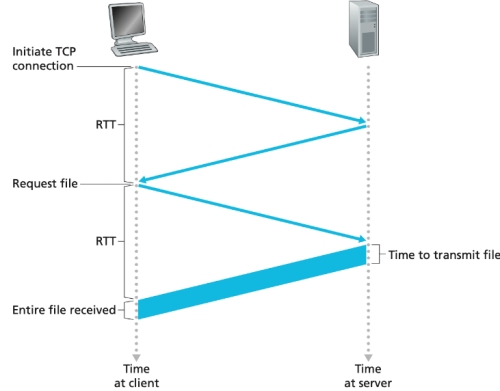 Initiate TCP
connection
RTT
Request file
RTT
Time to transmit file
Entire file received
Time
at client
Time
at server